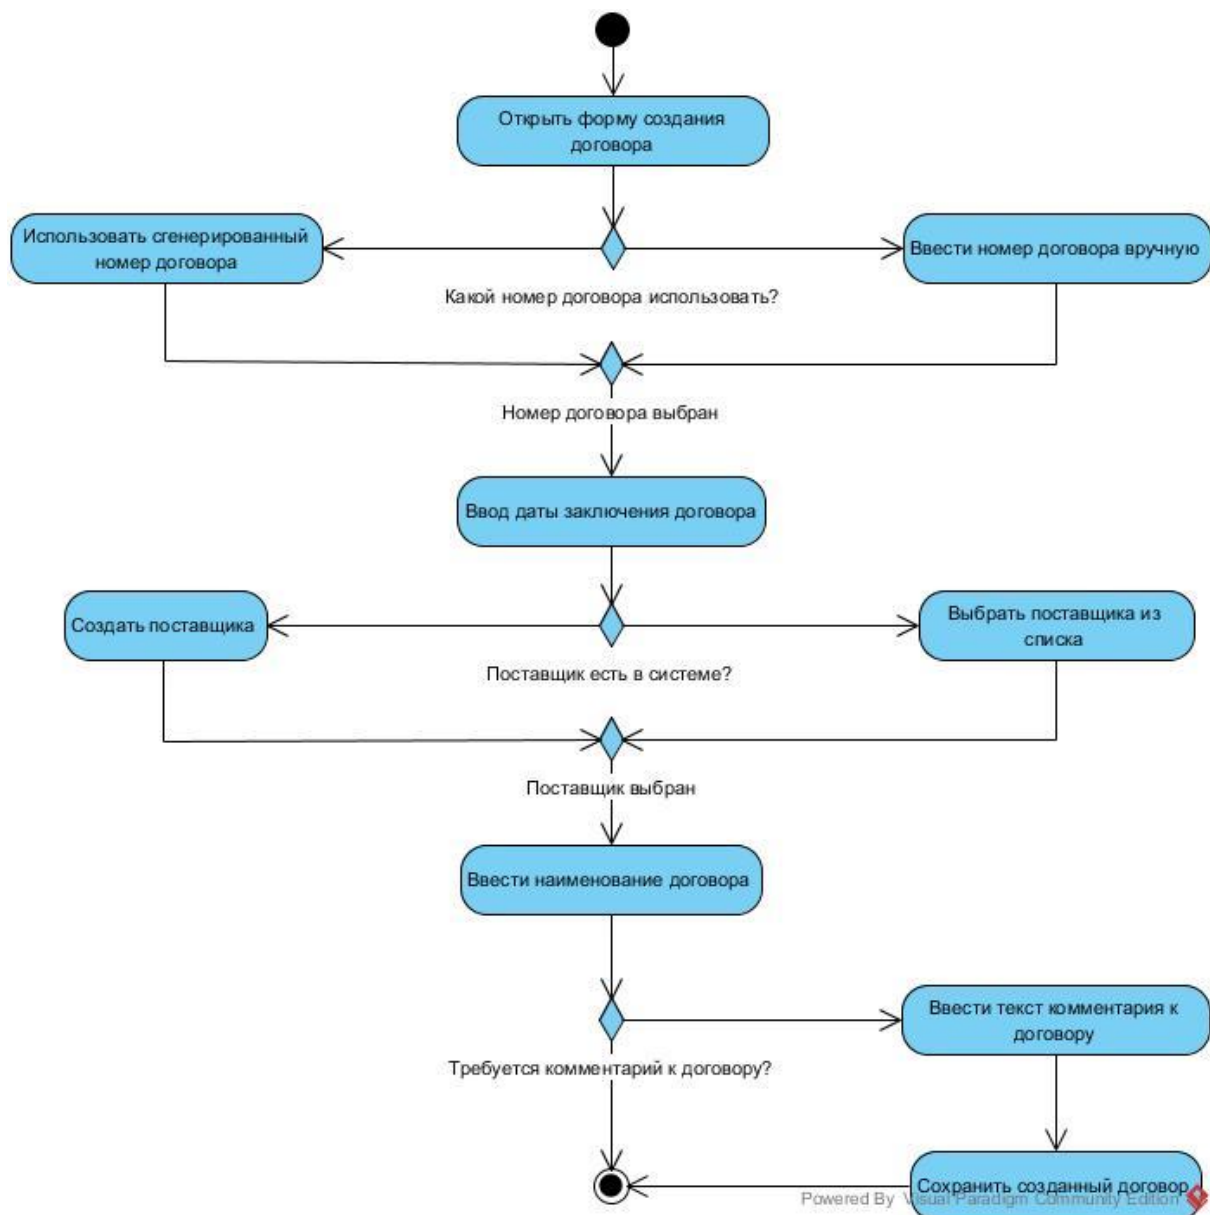 Открыть форму создания
договора
Использовать сгенерированный
номер договора
Ввести номер договора вручную
Какой номер договора использовать?
Номер договора выбран
Ввод даты заключения договора
Создать поставщика
Выбрать поставщика из
списка
Поставщик есть в системе?
Поставщик выбран
Ввести наименование договора
Ввести текст комментария к
договору
Требуется комментарий к договору?
Сохранить созданный договор
Powered By Visual Paradigm Community Edition